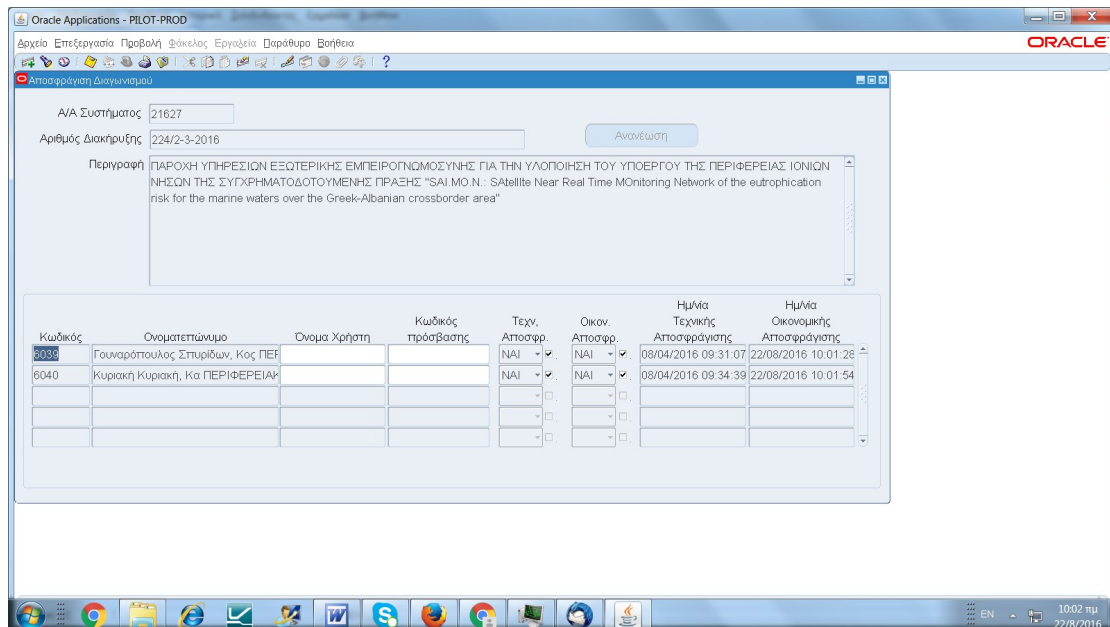 Oracle Applications - PILOT-PROD
Αρχείο Επεξεργασία Προβολή Φάκελος Εργαλεία Παράθυρο Βοήθεια
ORACLE
Αποσφράγιση Διαγωνισμού
Α/Α Συστήματος 21627
Αριθμός Διακήρυξης 224/2-3-2016
Ανανέωση
Περιγραφή ΠΑΡΟΧΗ ΥΠΗΡΕΣΙΩΝ ΕΞΩΤΕΡΙΚΗΣ ΕΜΠΕΙΡΟΓΝΩΜΟΣΥΝΗΣ ΓΙΑ ΤΗΝ ΥΛΟΠΟΙΗΣΗ ΤΟΥ ΥΠΟΕΡΓΟΥ ΤΗΣ ΠΕΡΙΦΕΡΕΙΑΣ ΙΟΝΙΩΝ
ΝΗΣΩΝ ΤΗΣ ΣΥΓΧΡΗΜΑΤΟΔΟΤΟΥΜΕΝΗΣ ΠΡΑΞΗΣ "SAI.MO.N.: SAtellIte Near Real Time MOnitoring Network of the eutrophication
risk for the marine waters over the Greek-Albanian crossborder area"
Ημ/νία Ημ/νία
Κωδικός Τεχν, Οικον. Τεχνικής Οικονομικής
Κωδικός Ονοματεπώνυμο Όνομα Χρήστη πρόσβασης Αποσφρ. Αποσφρ. Αποσφράγισης Αποσφράγισης
6039 Γουναρόπουλος Σπυρίδων, Κος ΠΕΡ ΝΑΙ ΝΑΙ 08/04/2016 09:31:07 22/08/2016 10:01:28
6040 Κυριακή Κυριακή, Κα ΠΕΡΙΦΕΡΕΙΑΚ ΝΑΙ ΝΑΙ 08/04/2016 09:34:39 22/08/2016 10:01:54
EN 10:02 πμ
22/8/2016